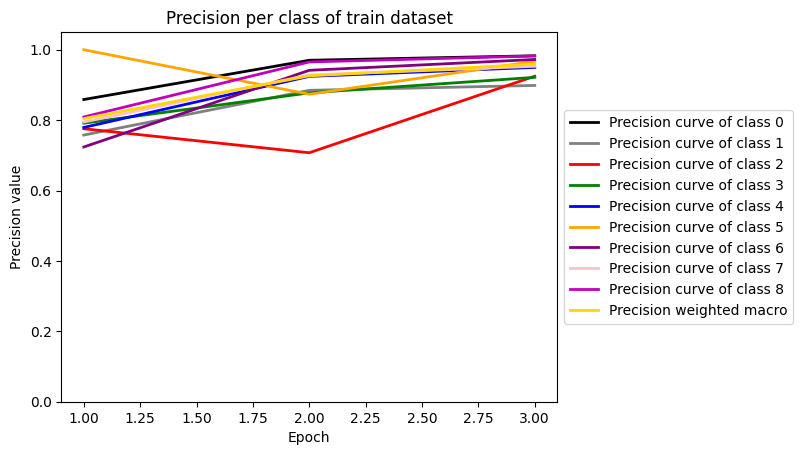 Precision per class of train dataset
Precision value
1.0
0.8
0.6
0.4
0.2
0.0
1.00 1.25 1.50 1.75 2.00 2.25 2.50 2.75 3.00
Epoch
Precision curve of class 0
Precision curve of class 1
Precision curve of class 2
Precision curve of class 3
Precision curve of class 4
Precision curve of class 5
Precision curve of class 6
Precision curve of class 7
Precision curve of class 8
Precision weighted macro